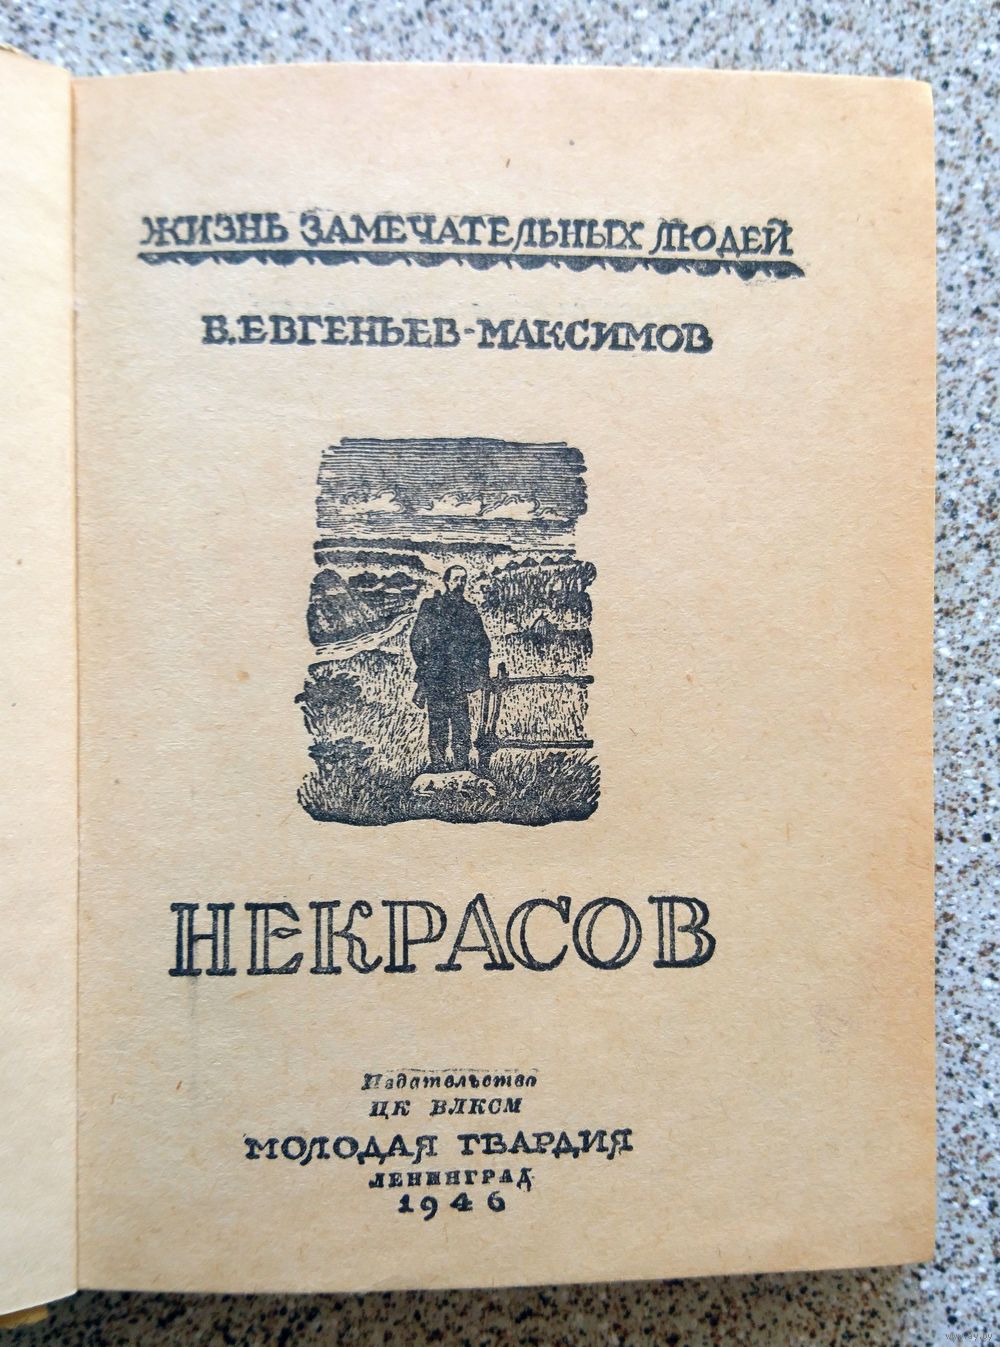 ЖИЗНЬ ЗАМЕЧАТЕЛЬНЫХ ЛЮДЕЙ
В. ЕВГЕНЬЕВ-МАКСИМОВ
НЕКРАСОВ
Издательство
ЦК ВЛКСМ
МОЛОДАЯ ГВАРДИЯ
ЛЕНИНГРАД
1946